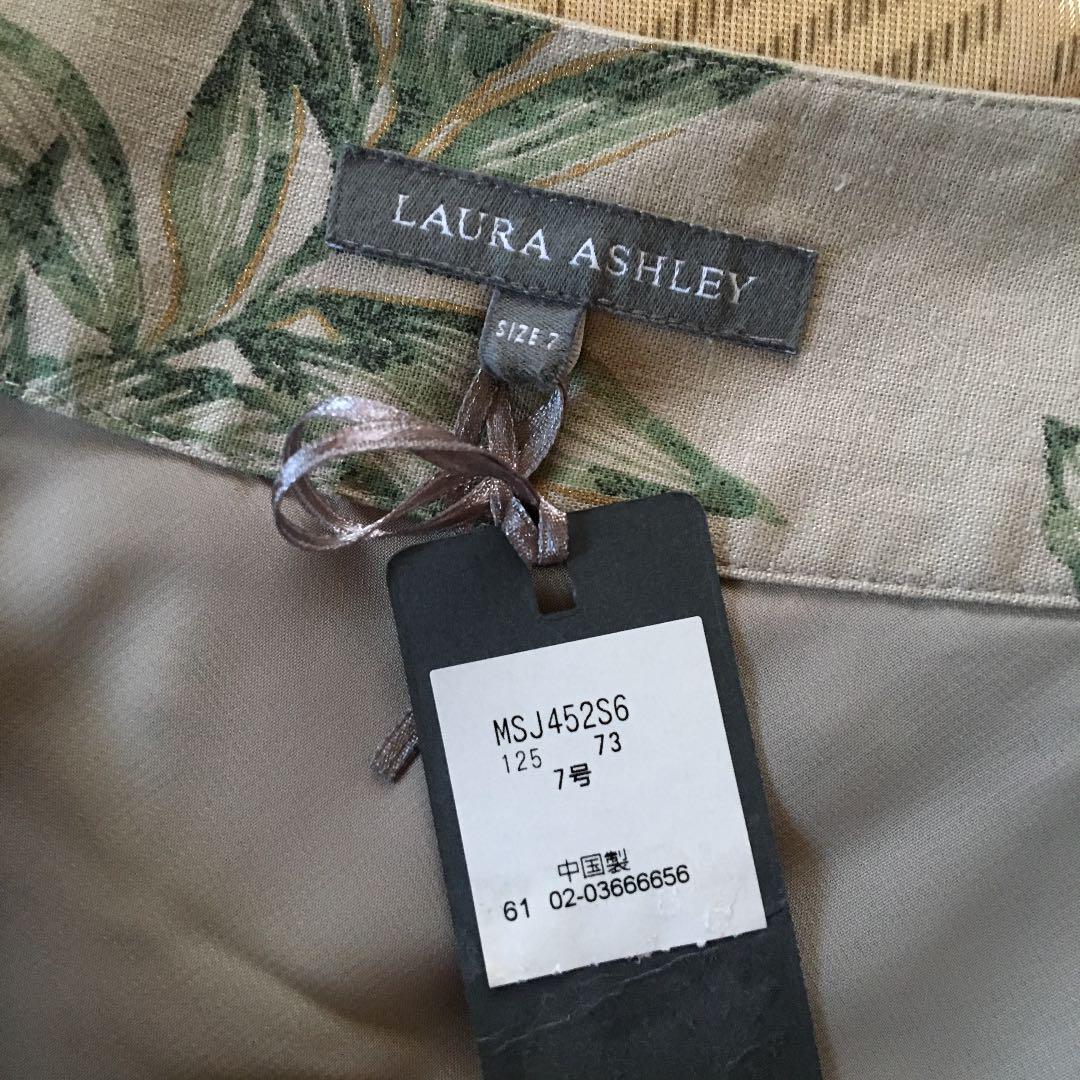 LAURA ASHLEY
SIZE 7
MSJ452S6
125 73
7号
中国製
61 02-03666656